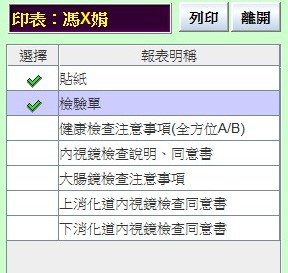 印表：馮X娟 列印 離開
選擇 報表明稱
貼紙
檢驗單
健康檢查注意事項(全方位A/B)
內視鏡檢查說明、同意書
大腸鏡檢查注意事項
上消化道內視鏡檢查同意書
下消化道內視鏡檢查同意書